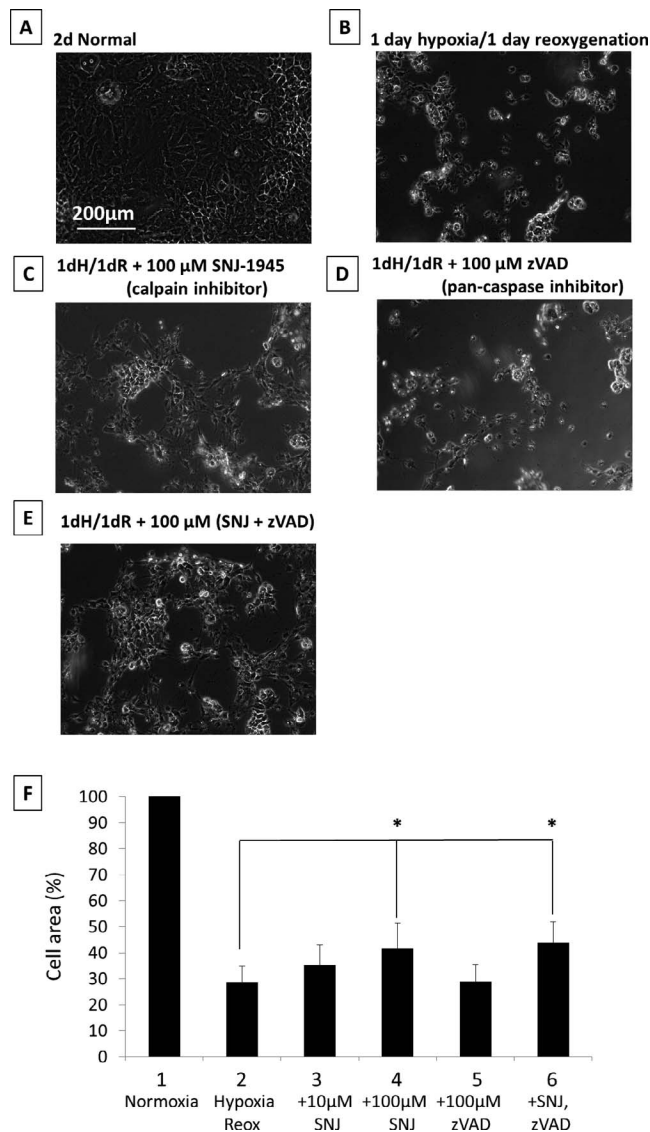 A
2d Normal
200µm
B
1 day hypoxia/1 day reoxygenation
C
1dH/1dR + 100 µM SNJ-1945
(calpain inhibitor)
D
1dH/1dR + 100 µM zVAD
(pan-caspase inhibitor)
E
1dH/1dR + 100 µM (SNJ + zVAD)
F
Cell area (%)
100
90
80
70
60
50
40
30
20
10
0
* *
1 2 3 4 5 6
Normoxia Hypoxia +10µM +100µM +100µM +SNJ,
Reox SNJ SNJ zVAD zVAD